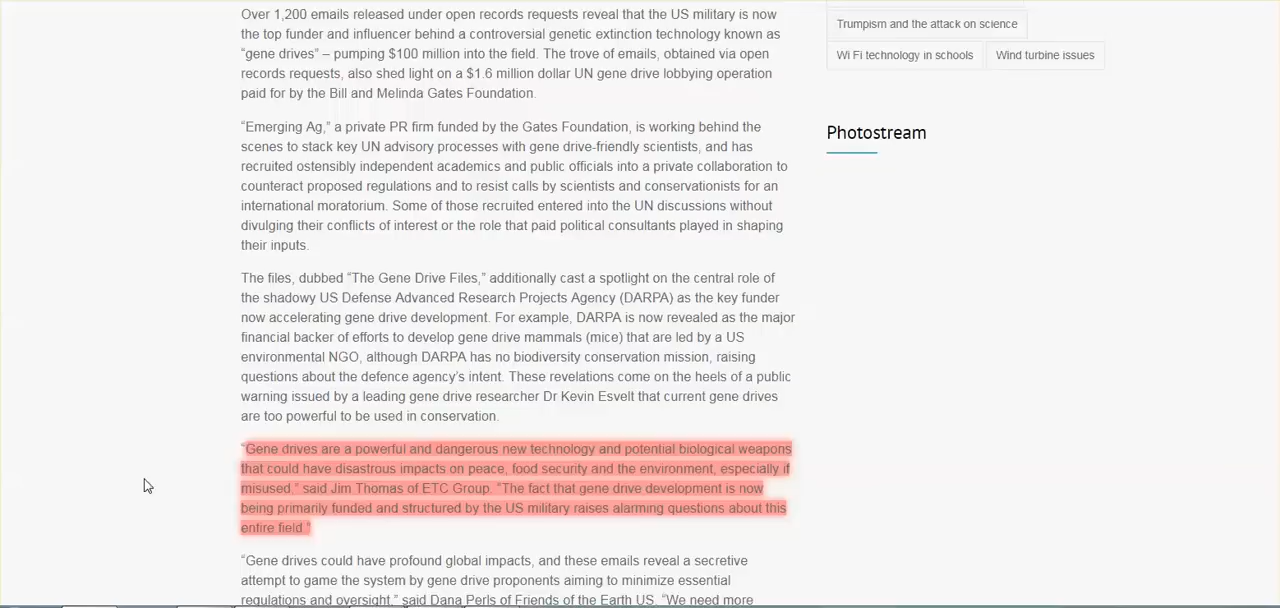 Over 1,200 emails released under open records requests reveal that the US military is now
the top funder and influencer behind a controversial genetic extinction technology known as
“gene drives” – pumping $100 million into the field. The trove of emails, obtained via open
records requests, also shed light on a $1.6 million dollar UN gene drive lobbying operation
paid for by the Bill and Melinda Gates Foundation.
“Emerging Ag,” a private PR firm funded by the Gates Foundation, is working behind the
scenes to stack key UN advisory processes with gene drive-friendly scientists, and has
recruited ostensibly independent academics and public officials into a private collaboration to
counteract proposed regulations and to resist calls by scientists and conservationists for an
international moratorium. Some of those recruited entered into the UN discussions without
divulging their conflicts of interest or the role that paid political consultants played in shaping
their inputs.
The files, dubbed “The Gene Drive Files,” additionally cast a spotlight on the central role of
the shadowy US Defense Advanced Research Projects Agency (DARPA) as the key funder
now accelerating gene drive development. For example, DARPA is now revealed as the major
financial backer of efforts to develop gene drive mammals (mice) that are led by a US
environmental NGO, although DARPA has no biodiversity conservation mission, raising
questions about the defence agency’s intent. These revelations come on the heels of a public
warning issued by a leading gene drive researcher Dr Kevin Esvelt that current gene drives
are too powerful to be used in conservation.
“Gene drives are a powerful and dangerous new technology and potential biological weapons
that could have disastrous impacts on peace, food security and the environment, especially if
misused,” said Jim Thomas of ETC Group. “The fact that gene drive development is now
being primarily funded and structured by the US military raises alarming questions about this
entire field.”
“Gene drives could have profound global impacts, and these emails reveal a secretive
attempt to game the system by gene drive proponents aiming to minimize essential
regulations and oversight,” said Dana Perls of Friends of the Earth US. “We need more
Trumpism and the attack on science
Wi Fi technology in schools
Wind turbine issues
Photostream